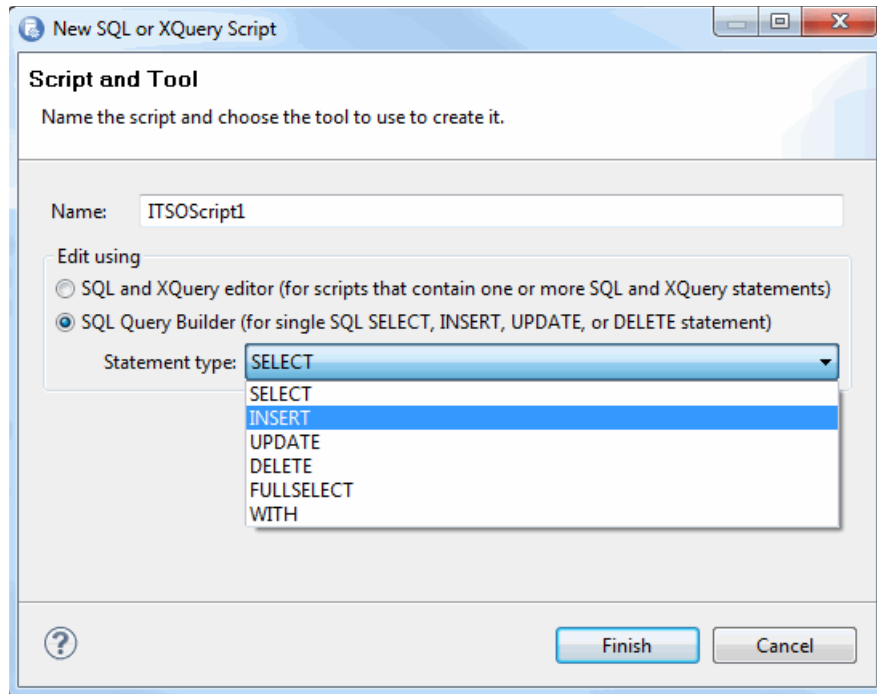 New SQL or XQuery Script
Script and Tool
Name the script and choose the tool to use to create it.
Name: ITSOScript1
Edit using
SQL and XQuery editor (for scripts that contain one or more SQL and XQuery statements)
SQL Query Builder (for single SQL SELECT, INSERT, UPDATE, or DELETE statement)
Statement type: SELECT
SELECT
INSERT
UPDATE
DELETE
FULLSELECT
WITH
? Finish Cancel